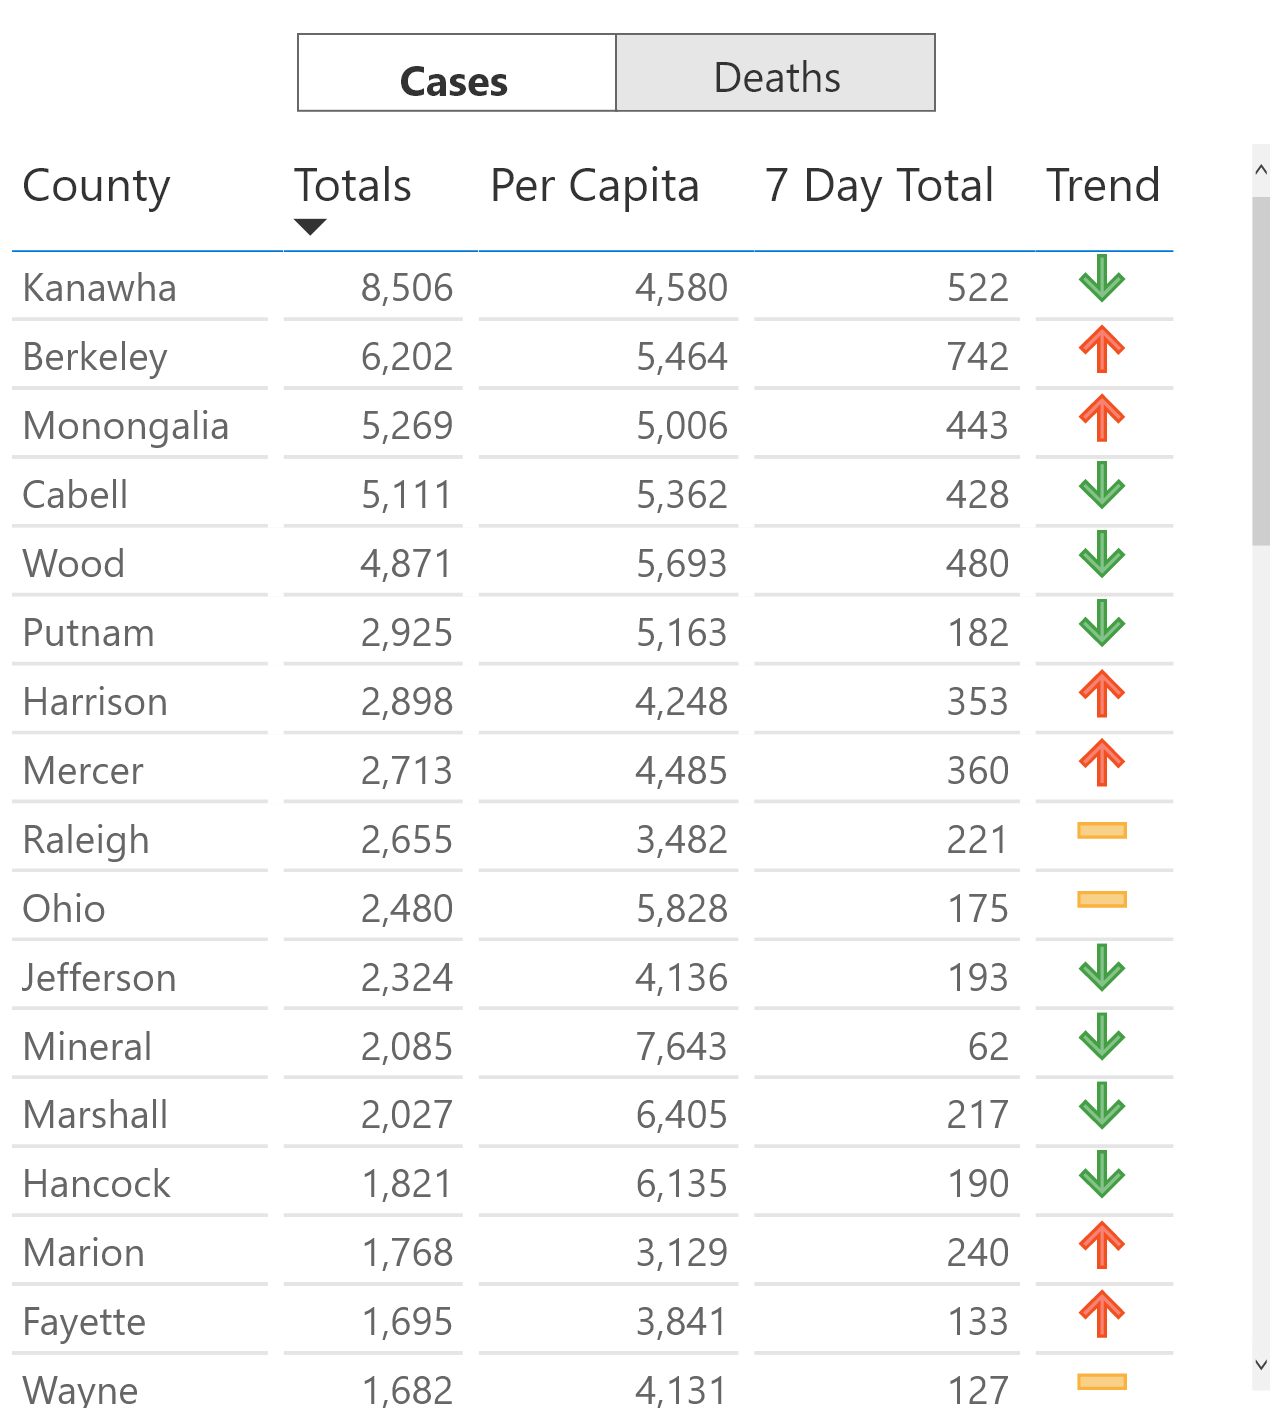 Cases Deaths
County Totals Per Capita 7 Day Total Trend
Kanawha 8,506 4,580 522
Berkeley 6,202 5,464 742
Monongalia 5,269 5,006 443
Cabell 5,111 5,362 428
Wood 4,871 5,693 480
Putnam 2,925 5,163 182
Harrison 2,898 4,248 353
Mercer 2,713 4,485 360
Raleigh 2,655 3,482 221
Ohio 2,480 5,828 175
Jefferson 2,324 4,136 193
Mineral 2,085 7,643 62
Marshall 2,027 6,405 217
Hancock 1,821 6,135 190
Marion 1,768 3,129 240
Fayette 1,695 3,841 133
Wayne 1,682 4,131 127